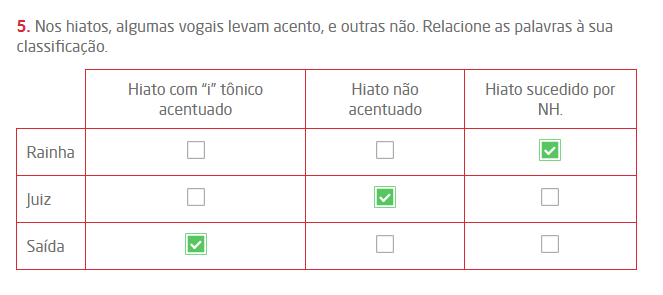 5. Nos hiatos, algumas vogais levam acento, e outras não. Relacione as palavras à sua
classificação.
Hiato com “i” tônico
acentuado
Hiato não
acentuado
Hiato sucedido por
NH.
Rainha
Juiz
Saída